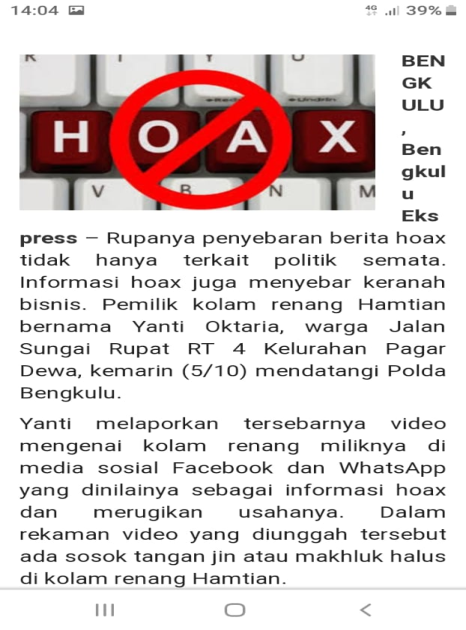 14:04 4G 39%
R T Y U
HOAX
V B N M
BEN
GK
ULU
,
Ben
gkul
u
Eks
press – Rupanya penyebaran berita hoax
tidak hanya terkait politik semata.
Informasi hoax juga menyebar keranah
bisnis. Pemilik kolam renang Hamtian
bernama Yanti Oktaria, warga Jalan
Sungai Rupat RT 4 Kelurahan Pagar
Dewa, kemarin (5/10) mendatangi Polda
Bengkulu.
Yanti melaporkan tersebarnya video
mengenai kolam renang miliknya di
media sosial Facebook dan WhatsApp
yang dinilainya sebagai informasi hoax
dan merugikan usahanya. Dalam
rekaman video yang diunggah tersebut
ada sosok tangan jin atau makhluk halus
di kolam renang Hamtian.